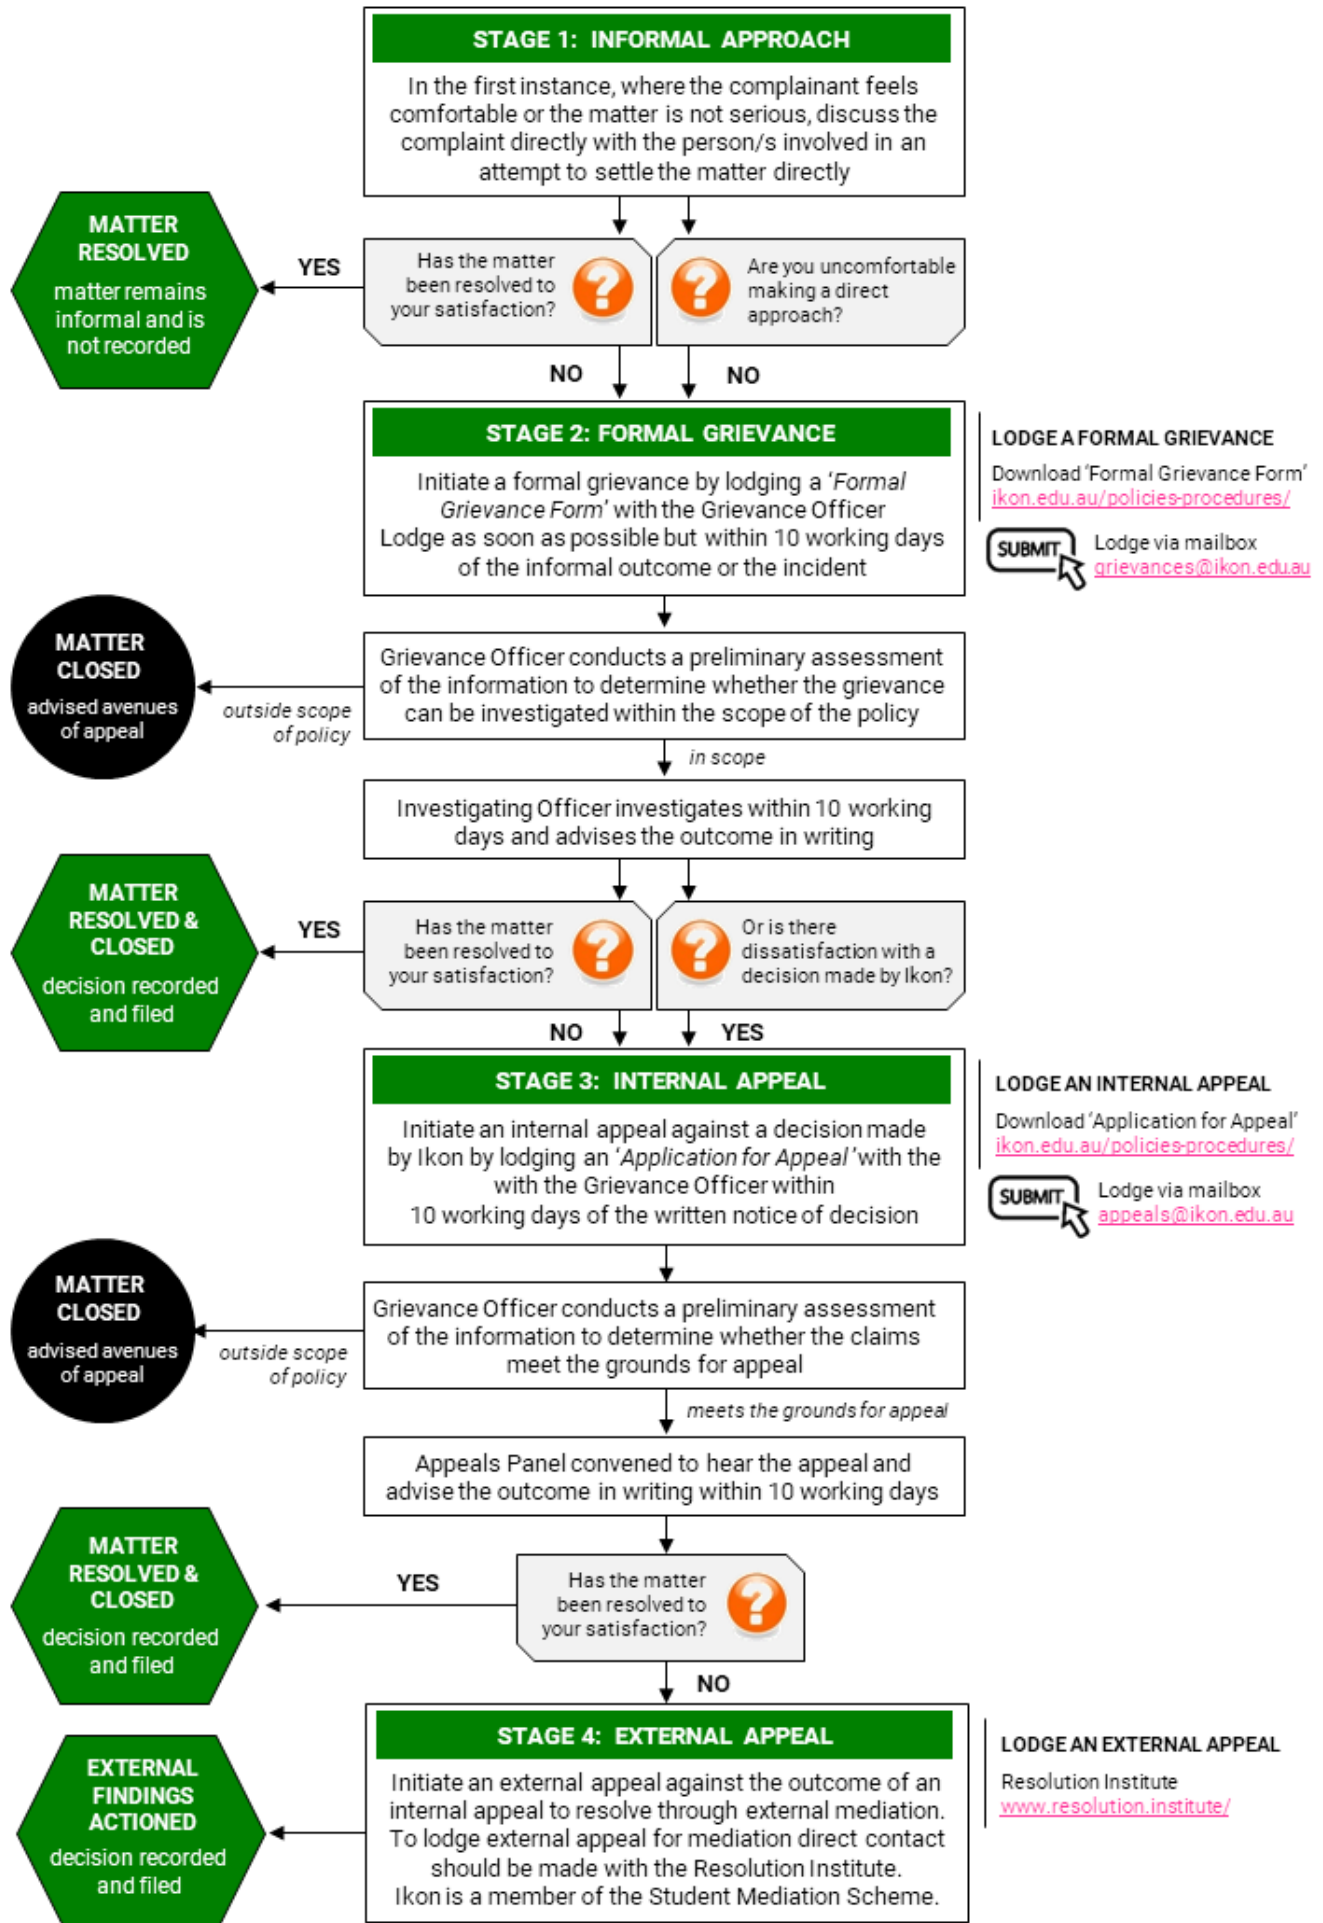 STAGE 1: INFORMAL APPROACH
In the first instance, where the complainant feels
comfortable or the matter is not serious, discuss the
complaint directly with the person/s involved in an
attempt to settle the matter directly
MATTER
RESOLVED
matter remains
informal and is
not recorded
YES
Has the matter
been resolved to
your satisfaction?
?
?
Are you uncomfortable
making a direct
approach?
NO
NO
STAGE 2: FORMAL GRIEVANCE
Initiate a formal grievance by lodging a 'Formal
Grievance Form' with the Grievance Officer
Lodge as soon as possible but within 10 working days
of the informal outcome or the incident
LODGE A FORMAL GRIEVANCE
Download 'Formal Grievance Form'
ikon.edu.au/policies-procedures/
SUBMIT
Lodge via mailbox
grievances@ikon.edu.au
MATTER
CLOSED
advised avenues
of appeal
outside scope
of policy
Grievance Officer conducts a preliminary assessment
of the information to determine whether the grievance
can be investigated within the scope of the policy
in scope
Investigating Officer investigates within 10 working
days and advises the outcome in writing
MATTER
RESOLVED &
CLOSED
decision recorded
and filed
YES
Has the matter
been resolved to
your satisfaction?
?
?
Or is there
dissatisfaction with a
decision made by Ikon?
NO
YES
STAGE 3: INTERNAL APPEAL
Initiate an internal appeal against a decision made
by Ikon by lodging an 'Application for Appeal' with the
with the Grievance Officer within
10 working days of the written notice of decision
LODGE AN INTERNAL APPEAL
Download 'Application for Appeal'
ikon.edu.au/policies-procedures/
SUBMIT
Lodge via mailbox
appeals@ikon.edu.au
MATTER
CLOSED
advised avenues
of appeal
outside scope
of policy
Grievance Officer conducts a preliminary assessment
of the information to determine whether the claims
meet the grounds for appeal
meets the grounds for appeal
Appeals Panel convened to hear the appeal and
advise the outcome in writing within 10 working days
MATTER
RESOLVED &
CLOSED
decision recorded
and filed
YES
Has the matter
been resolved to
your satisfaction?
?
NO
STAGE 4: EXTERNAL APPEAL
Initiate an external appeal against the outcome of an
internal appeal to resolve through external mediation.
To lodge external appeal for mediation direct contact
should be made with the Resolution Institute.
Ikon is a member of the Student Mediation Scheme.
LODGE AN EXTERNAL APPEAL
Resolution Institute
www.resolution.institute/
EXTERNAL
FINDINGS
ACTIONED
decision recorded
and filed